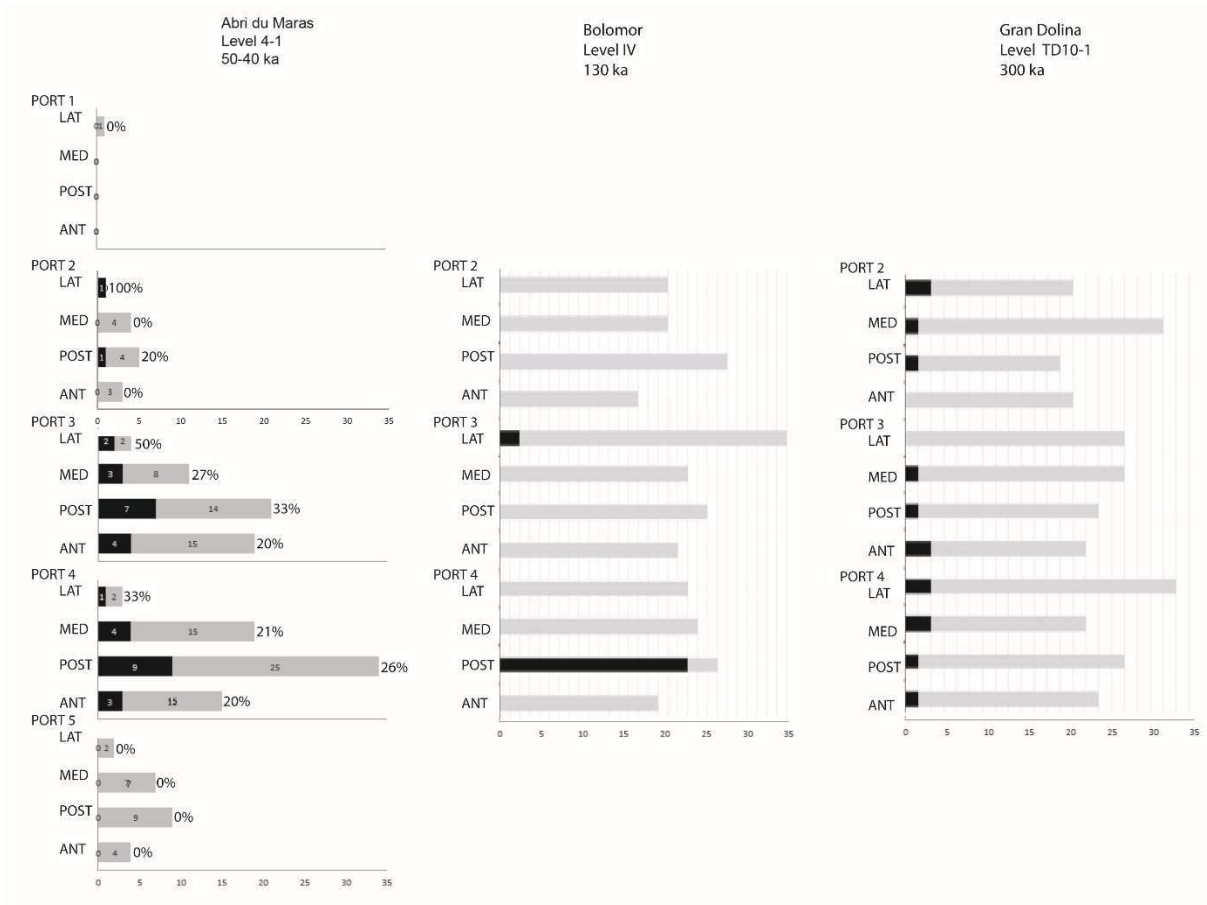 Abri du Maras
Level 4-1
50-40 ka
PORT 1
LAT 01 0%
MED 0
POST 0
ANT 0
PORT 2
LAT 1 0 100%
MED 0 4 0%
POST 1 4 20%
ANT 0 3 0%
0 5 10 15 20 25 30 35
PORT 3
LAT 2 2 50%
MED 3 8 27%
POST 7 14 33%
ANT 4 15 20%
PORT 4
LAT 1 2 33%
MED 4 15 21%
POST 9 25 26%
ANT 3 20%
PORT 5
LAT 0 2 0%
MED 0 7 0%
POST 0 9 0%
ANT 0 4 0%
0 5 10 15 20 25 30 35
Bolomor
Level IV
130 ka
PORT 2
LAT
MED
POST
ANT
PORT 3
LAT
MED
POST
ANT
PORT 4
LAT
MED
POST
ANT
0 5 10 15 20 25 30 35
Gran Dolina
Level TD10-1
300 ka
PORT 2
LAT
MED
POST
ANT
PORT 3
LAT
MED
POST
ANT
PORT 4
LAT
MED
POST
ANT
0 5 10 15 20 25 30 35